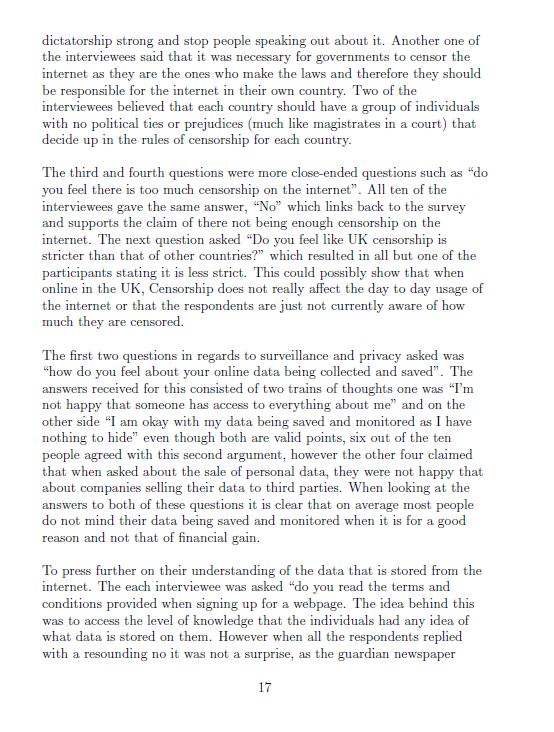 dictatorship strong and stop people speaking out about it. Another one of
the interviewees said that it was necessary for governments to censor the
internet as they are the ones who make the laws and therefore they should
be responsible for the internet in their own country. Two of the
interviewees believed that each country should have a group of individuals
with no political ties or prejudices (much like magistrates in a court) that
decide up in the rules of censorship for each country.
The third and fourth questions were more close-ended questions such as “do
you feel there is too much censorship on the internet”. All ten of the
interviewees gave the same answer, “No” which links back to the survey
and supports the claim of there not being enough censorship on the
internet. The next question asked “Do you feel like UK censorship is
stricter than that of other countries?” which resulted in all but one of the
participants stating it is less strict. This could possibly show that when
online in the UK, Censorship does not really affect the day to day usage of
the internet or that the respondents are just not currently aware of how
much they are censored.
The first two questions in regards to surveillance and privacy asked was
“how do you feel about your online data being collected and saved”. The
answers received for this consisted of two trains of thoughts one was “I’m
not happy that someone has access to everything about me” and on the
other side “I am okay with my data being saved and monitored as I have
nothing to hide” even though both are valid points, six out of the ten
people agreed with this second argument, however the other four claimed
that when asked about the sale of personal data, they were not happy that
about companies selling their data to third parties. When looking at the
answers to both of these questions it is clear that on average most people
do not mind their data being saved and monitored when it is for a good
reason and not that of financial gain.
To press further on their understanding of the data that is stored from the
internet. The each interviewee was asked “do you read the terms and
conditions provided when signing up for a webpage. The idea behind this
was to access the level of knowledge that the individuals had any idea of
what data is stored on them. However when all the respondents replied
with a resounding no it was not a surprise, as the guardian newspaper
17